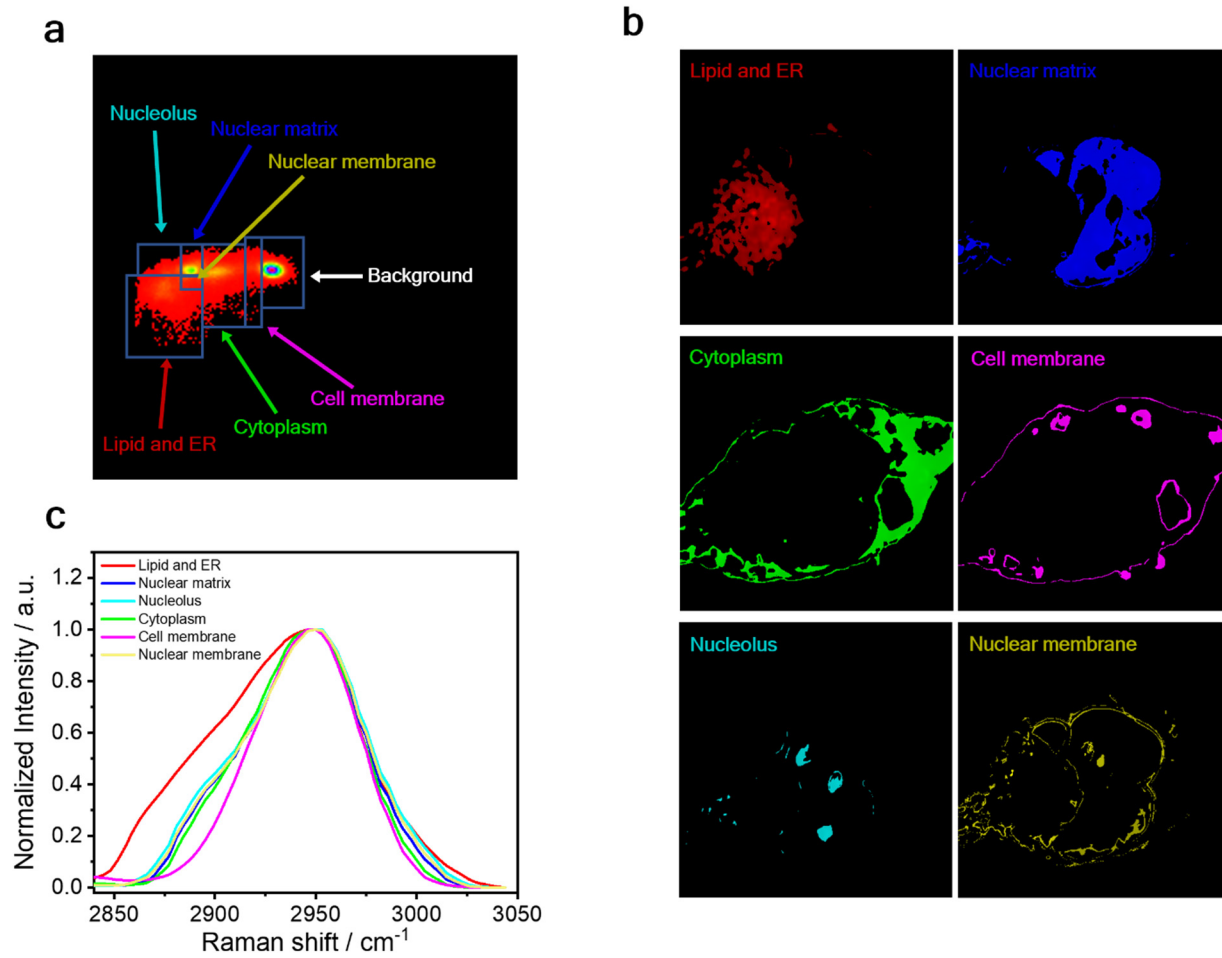 a
Nucleolus
Nuclear matrix
Nuclear membrane
Background
Cell membrane
Cytoplasm
Lipid and ER
b
Lipid and ER
Nuclear matrix
Cytoplasm
Cell membrane
Nucleolus
Nuclear membrane
c
Lipid and ER
Nuclear matrix
Nucleolus
Cytoplasm
Cell membrane
Nuclear membrane
1.2
1.0
0.8
0.6
0.4
0.2
0.0
Normalized Intensity / a.u.
2850
2900
2950
3000
3050
Raman shift / cm⁻¹